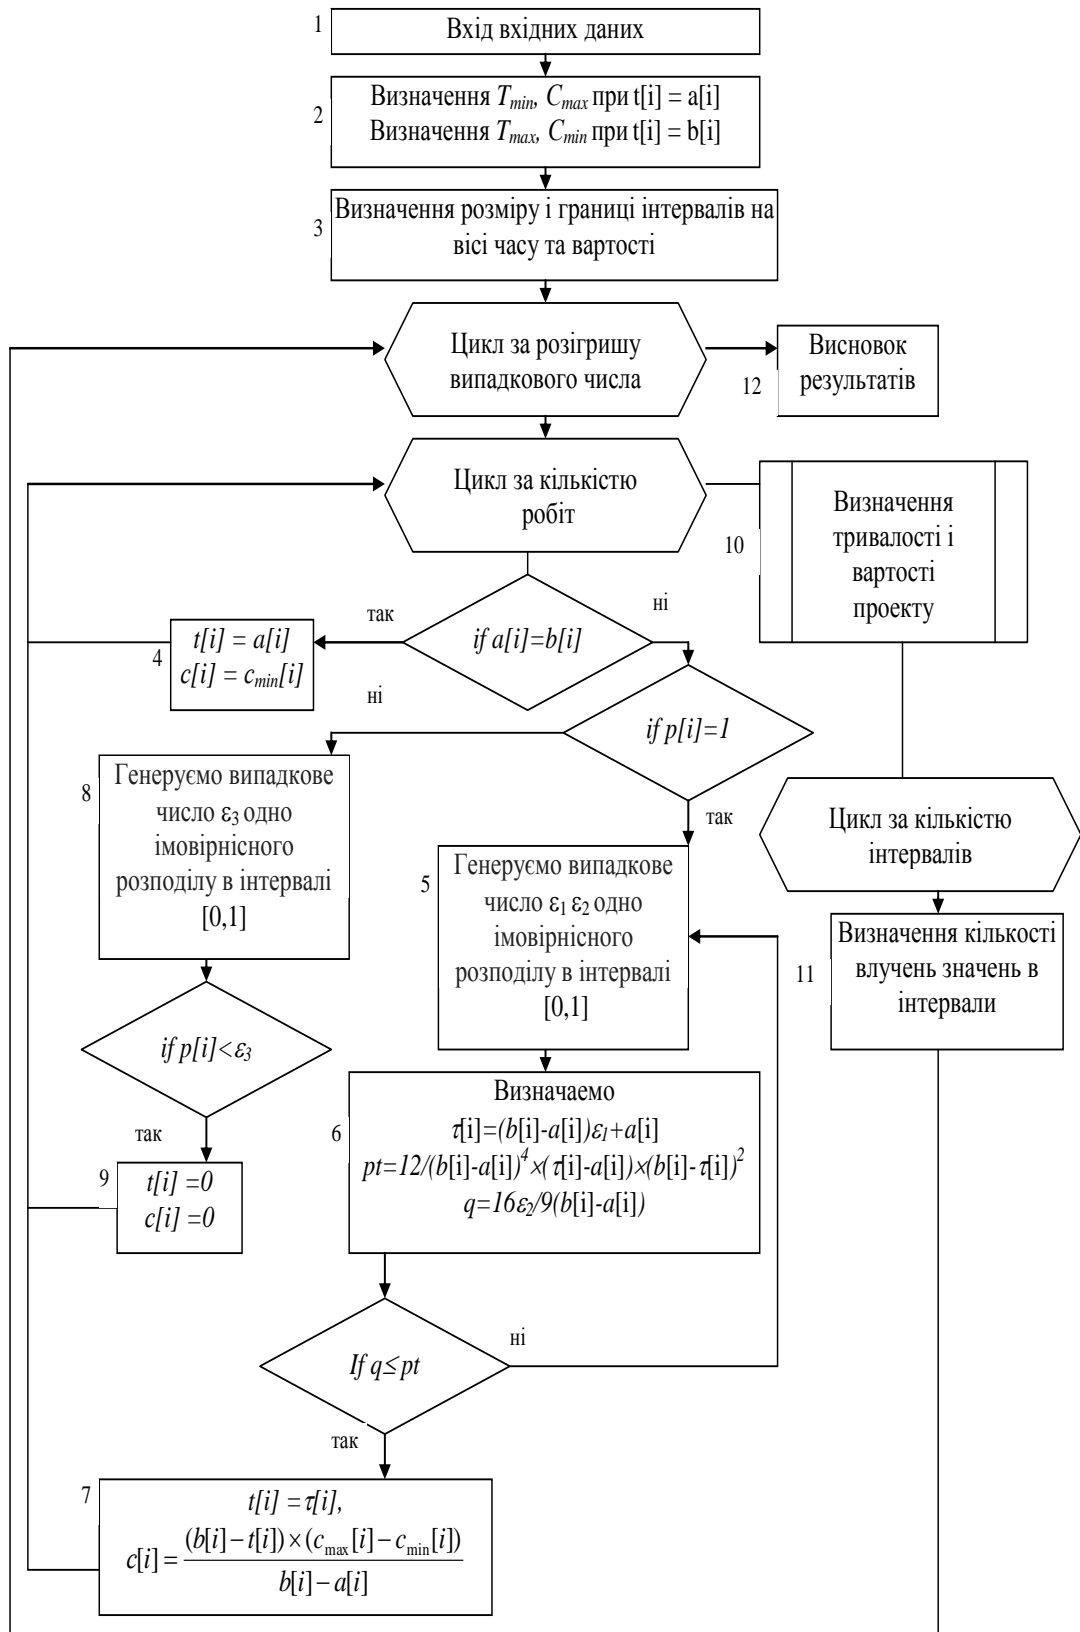 1
Вхід вхідних даних
2
Визначення Tmin, Cmax при t[i] = a[i]
Визначення Tmax, Cmin при t[i] = b[i]
3
Визначення розміру і границі інтервалів на
вісі часу та вартості
Цикл за розігришу
випадкового числа
12
Висновок
результатів
Цикл за кількістю
робіт
10
Визначення
тривалості і
вартості
проекту
так
if a[i]=b[i]
ні
4
t[i] = a[i]
c[i] = cmin[i]
ні
if p[i]=1
так
8
Генеруємо випадкове
число ε3 одно
імовірнісного
розподілу в інтервалі
[0,1]
5
Генеруємо випадкове
число ε1 ε2 одно
імовірнісного
розподілу в інтервалі
[0,1]
Цикл за кількістю
інтервалів
11
Визначення кількості
влучень значень в
інтервали
if p[i]<ε3
так
9
t[i] =0
c[i] =0
6
Визначаемо
τ[i]=(b[i]-a[i])ε1+a[i]
pt=12/(b[i]-a[i])⁴×(τ[i]-a[i])×(b[i]-τ[i])²
q=16ε2/9(b[i]-a[i])
If q≤pt
ні
так
7
t[i] = τ[i],
c[i] = (b[i] − t[i]) × (cmax[i] − cmin[i])
b[i] − a[i]